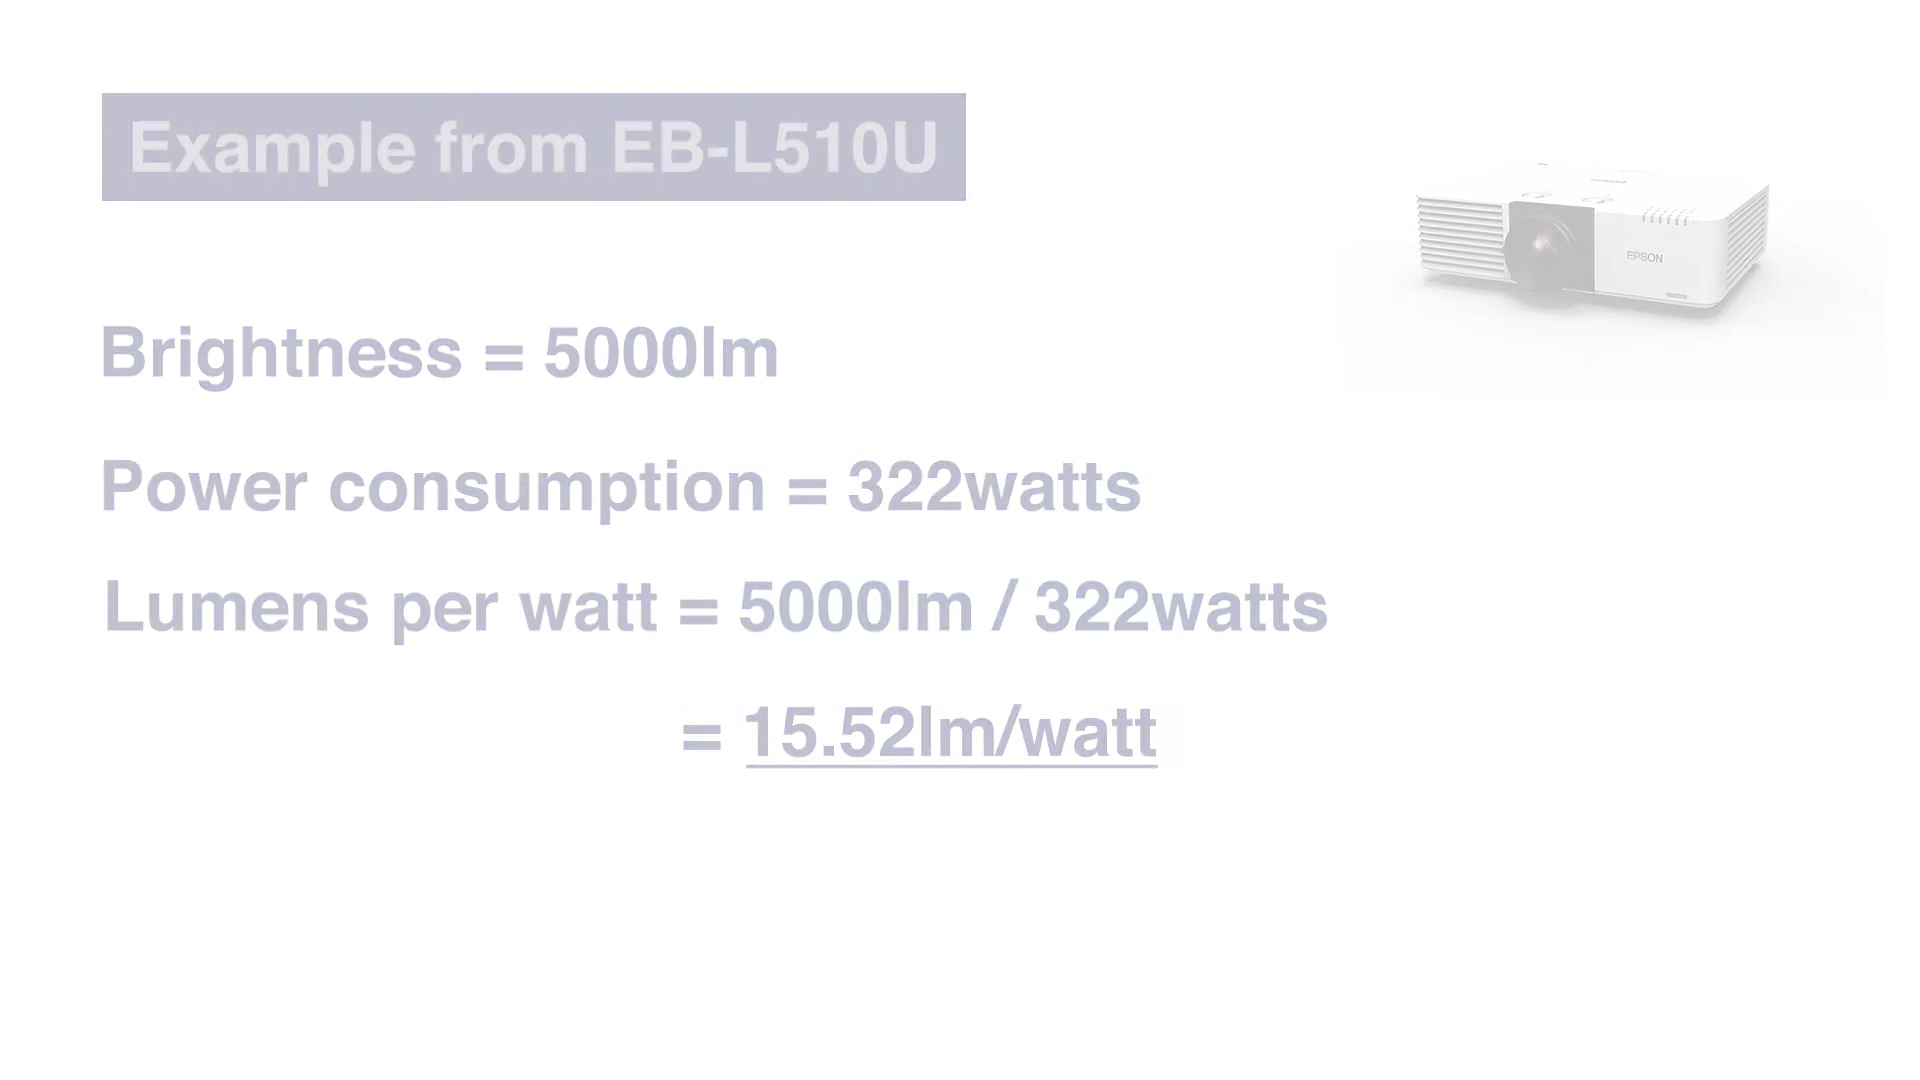 Example from EB-L510U
EPSON
Brightness = 5000lm
Power consumption = 322watts
Lumens per watt = 5000lm / 322watts
= 15.52lm/watt